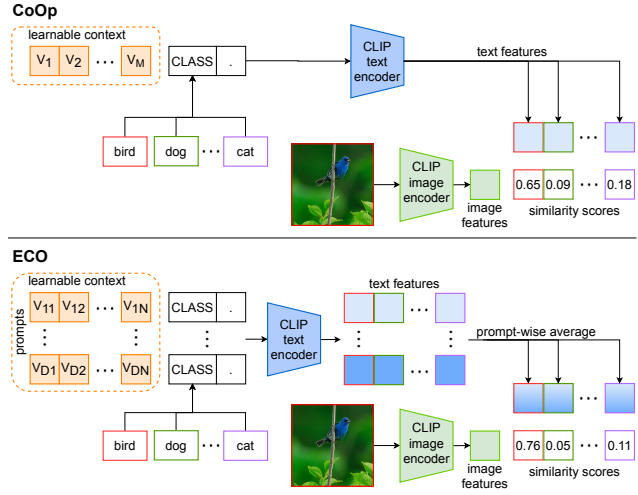 CoOp
learnable context
V1 V2 ... VM CLASS .
CLIP text encoder
text features
bird dog ... cat
CLIP image encoder
image features
0.65 0.09 ... 0.18
similarity scores
ECO
learnable context
prompts
V11 V12 ... V1N CLASS .
VD1 VD2 ... VDN CLASS .
CLIP text encoder
text features
prompt-wise average
bird dog ... cat
CLIP image encoder
image features
0.76 0.05 ... 0.11
similarity scores